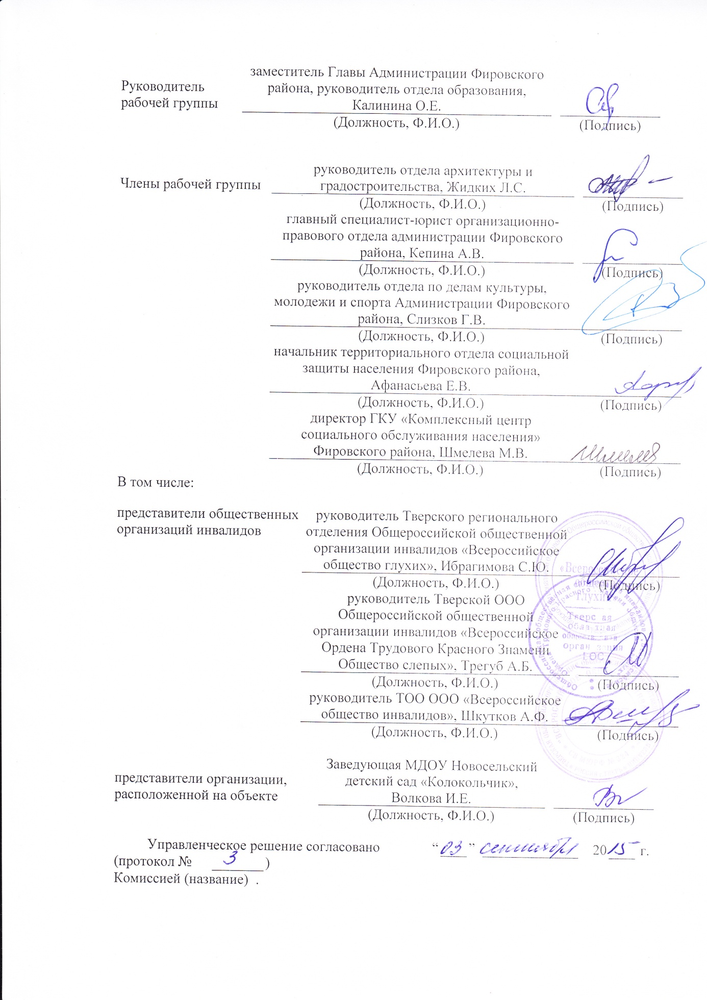 заместитель Главы Администрации Фировского
Руководитель
района, руководитель отдела образования,
рабочей группы
Калинина О.Е.
(Должность, Ф.И.О.)
(Подпись)
руководитель отдела архитектуры и
Члены рабочей группы
градостроительства, Жидких Л.С.
(Должность, Ф.И.О.)
(Подпись)
главный специалист-юрист организационно-
правового отдела администрации Фировского
района, Кепина А.В.
(Должность, Ф.И.О.)
(Подпись)
руководитель отдела по делам культуры,
молодежи и спорта Администрации Фировского
района, Слизков Г.В.
(Должность, Ф.И.О.)
(Подпись)
начальник территориального отдела социальной
защиты населения Фировского района,
Афанасьева Е.В.
(Должность, Ф.И.О.)
(Подпись)
директор ГКУ «Комплексный центр
социального обслуживания населения»
Фировского района, Шмелева М.В.
(Должность, Ф.И.О.)
(Подпись)
В том числе:
представители общественных
организаций инвалидов
руководитель Тверского регионального
отделения Общероссийской общественной
организации инвалидов «Всероссийское
общество глухих», Ибрагимова С.Ю.
(Должность, Ф.И.О.)
(Подпись)
руководитель Тверской ООО
Общероссийской общественной
организации инвалидов «Всероссийское
Ордена Трудового Красного Знамени
Общество слепых», Трегуб А.Б.
(Должность, Ф.И.О.)
(Подпись)
руководитель ТОО ООО «Всероссийское
общество инвалидов», Шкутков А.Ф.
(Должность, Ф.И.О.)
(Подпись)
Заведующая МДОУ Новосельский
представители организации,
детский сад «Колокольчик»,
расположенной на объекте
Волкова И.Е.
(Должность, Ф.И.О.)
(Подпись)
Управленческое решение согласовано “ 03 ” сентября 2015 г.
(протокол № 3 )
Комиссией (название) .